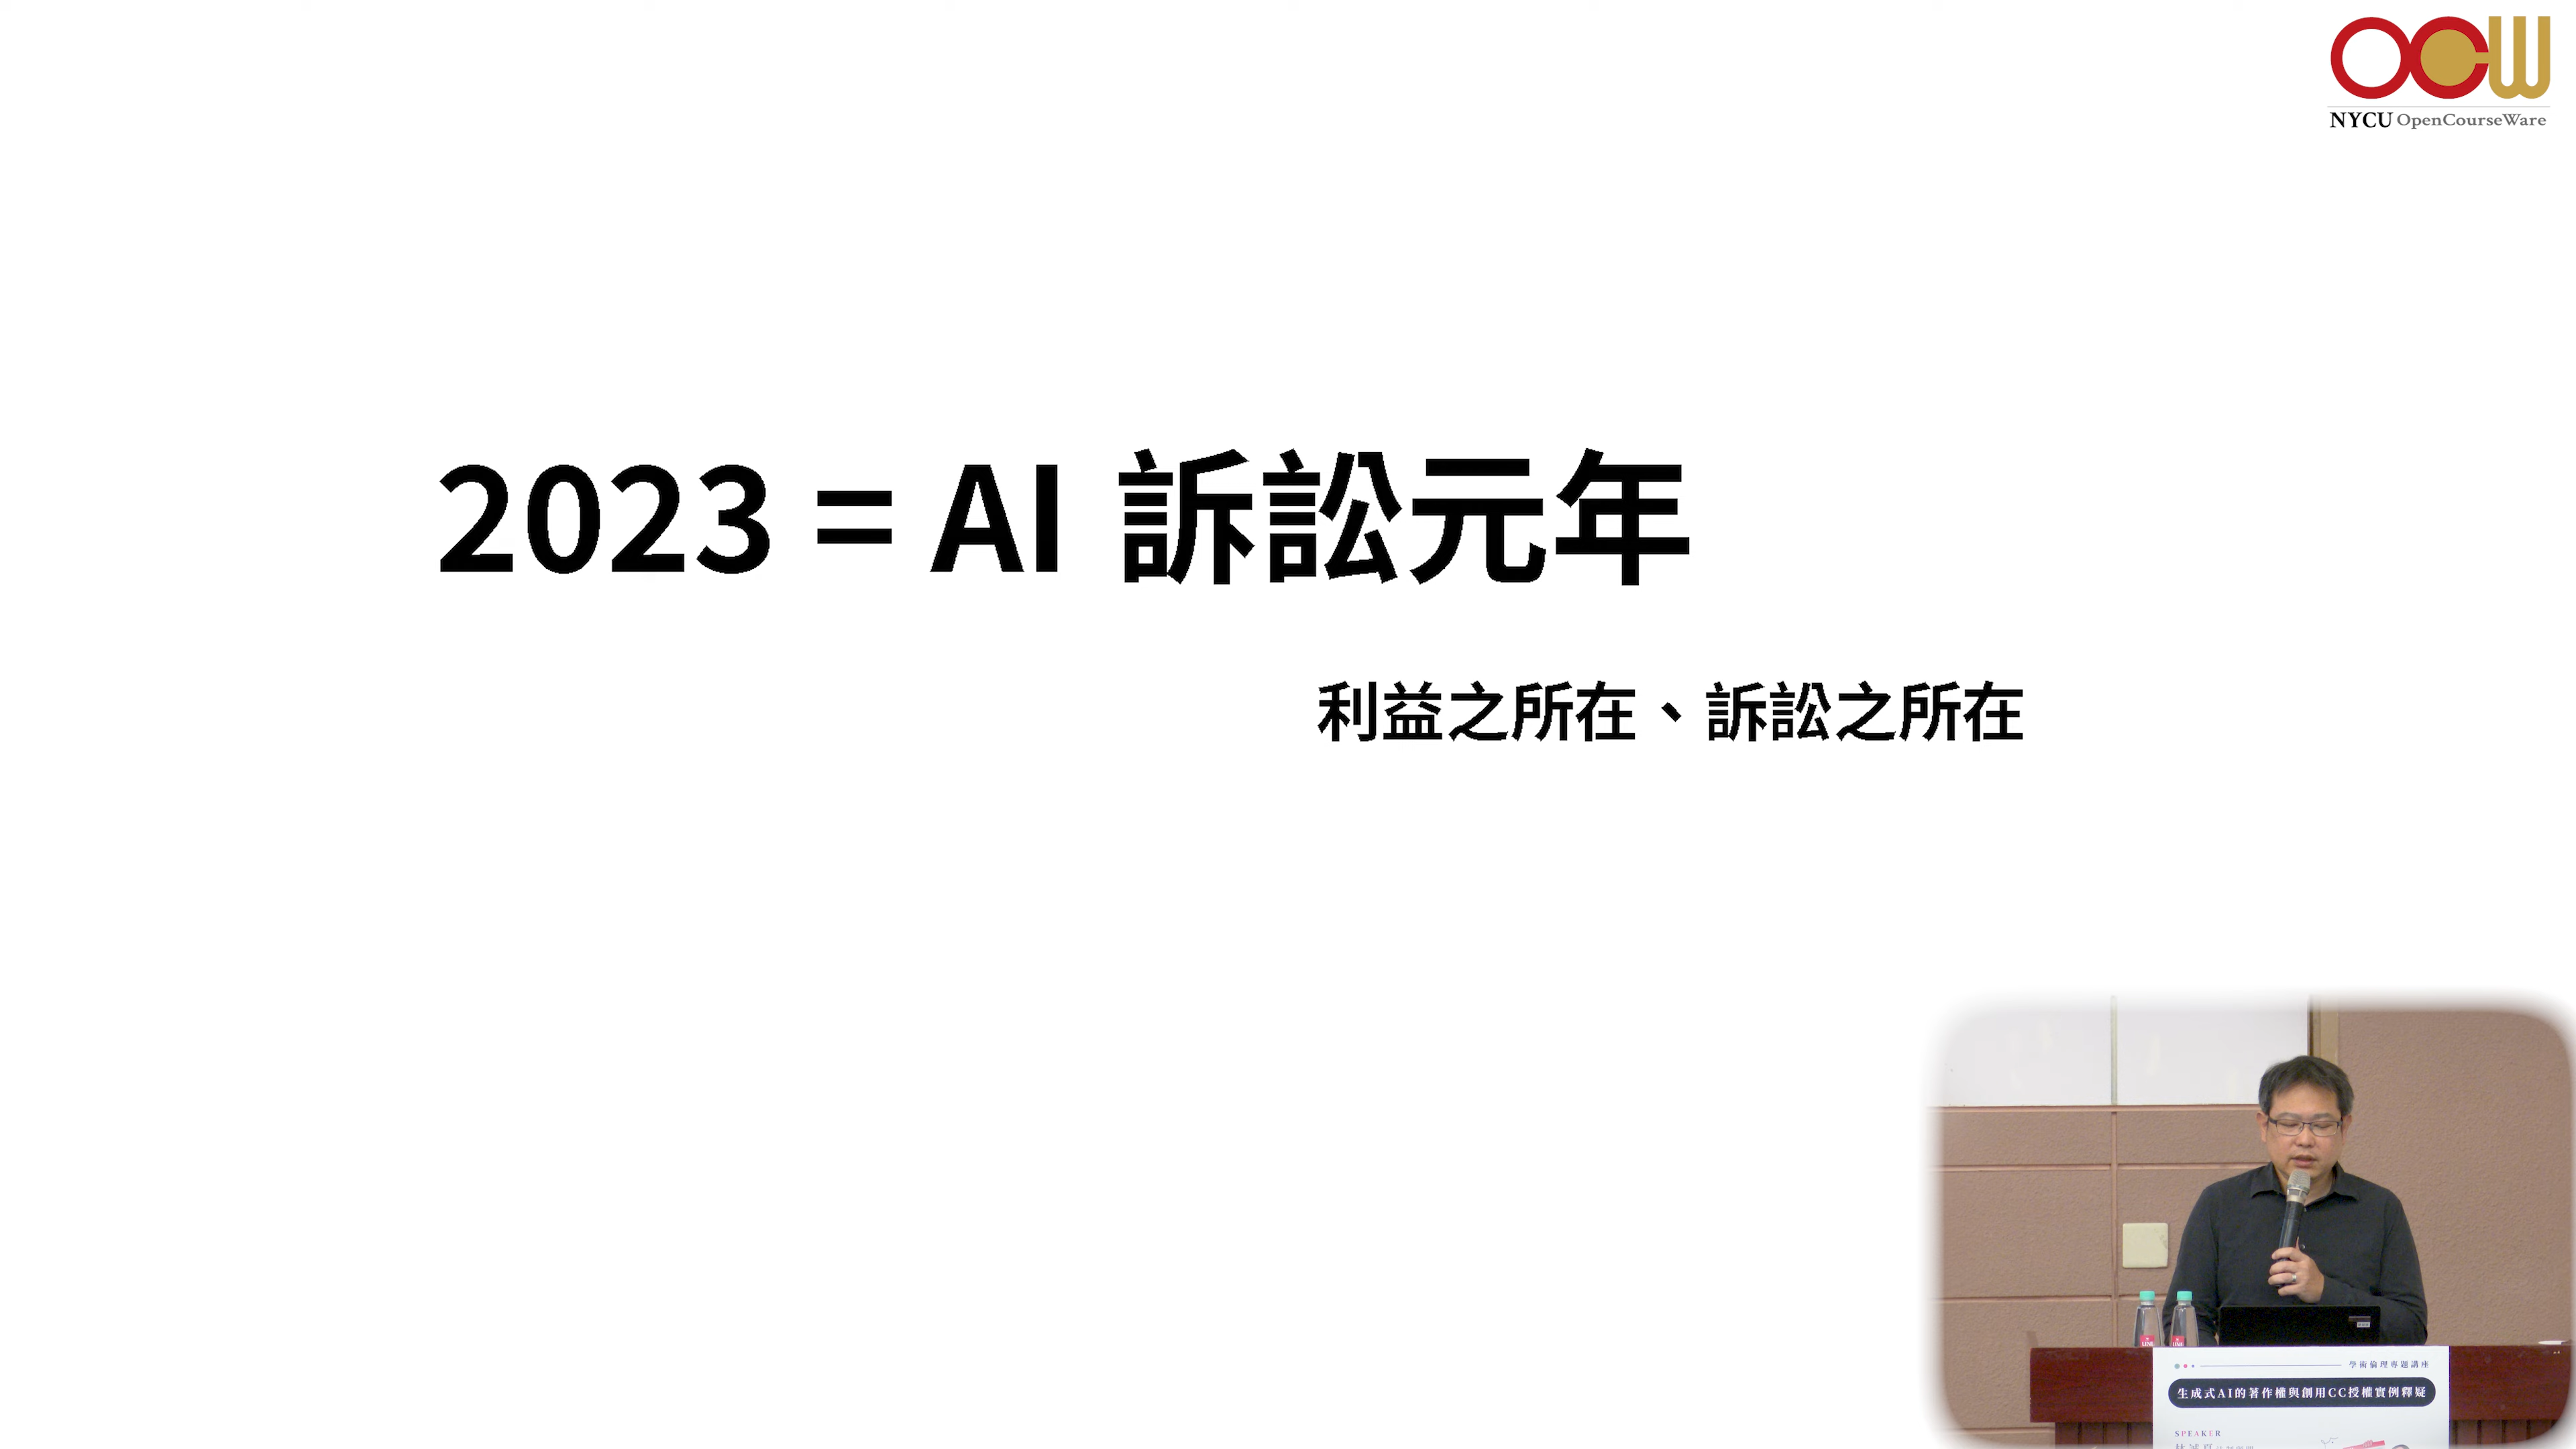 OCW
NYCU OpenCourseWare
2023 = AI 訴訟元年
利益之所在、訴訟之所在
學術倫理專題講座
生成式AI的著作權與創用CC授權實例釋疑
SPEAKER